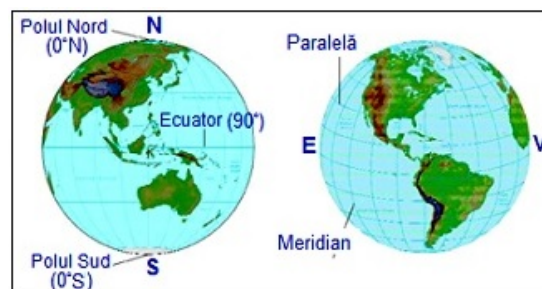 Polul Nord
(0°N)
N
Ecuator (90°)
Polul Sud
(0°S)
S
Paralelă
E
V
Meridian